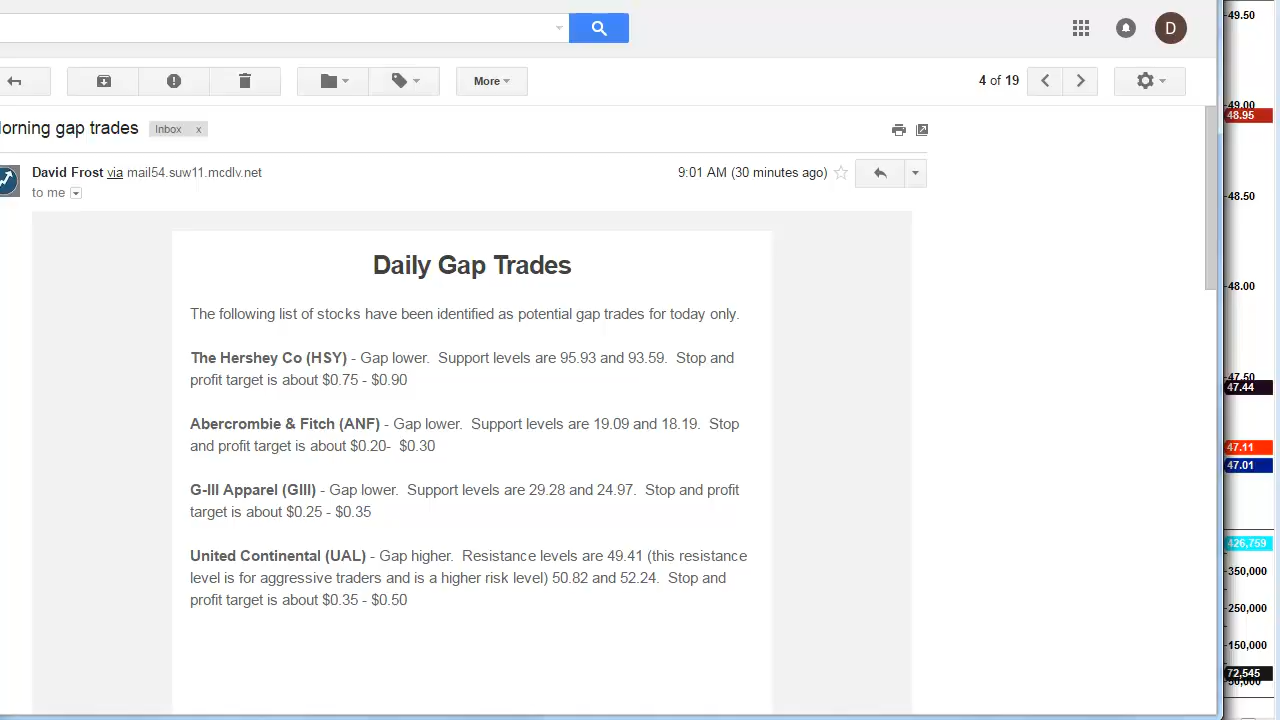 49.50
D
More
4 of 19
49.00
48.95
orning gap trades
Inbox x
David Frost via mail54.suw11.mcdlv.net
9:01 AM (30 minutes ago)
to me
48.50
Daily Gap Trades
48.00
The following list of stocks have been identified as potential gap trades for today only.
The Hershey Co (HSY) - Gap lower. Support levels are 95.93 and 93.59. Stop and
profit target is about $0.75 - $0.90
47.50
47.44
Abercrombie & Fitch (ANF) - Gap lower. Support levels are 19.09 and 18.19. Stop
and profit target is about $0.20- $0.30
47.11
47.01
G-III Apparel (GIII) - Gap lower. Support levels are 29.28 and 24.97. Stop and profit
target is about $0.25 - $0.35
United Continental (UAL) - Gap higher. Resistance levels are 49.41 (this resistance
level is for aggressive traders and is a higher risk level) 50.82 and 52.24. Stop and
profit target is about $0.35 - $0.50
426,759
350,000
250,000
150,000
72,545
50,000